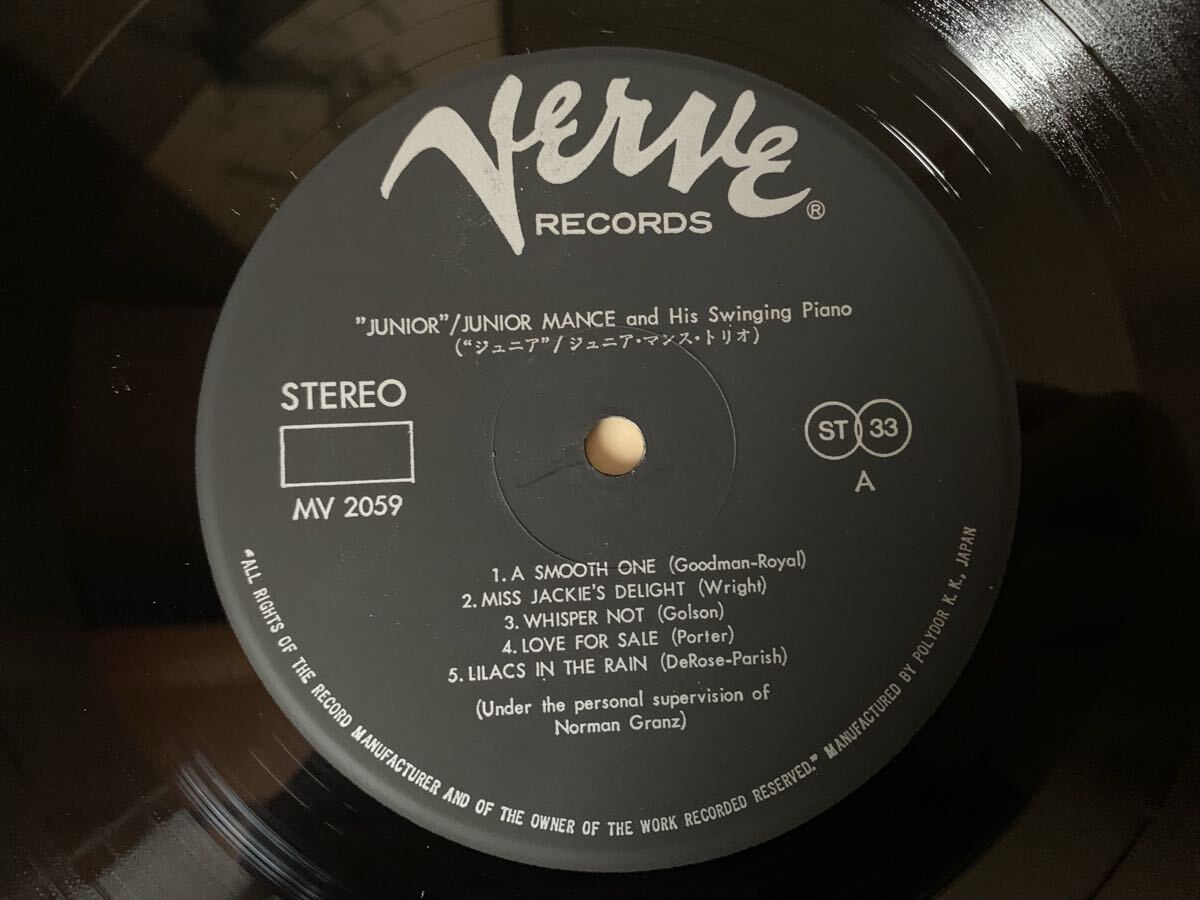 Verve ®
RECORDS
"JUNIOR"/JUNIOR MANCE and His Swinging Piano
(“ジュニア”/ジュニア・マンス・トリオ)
STEREO
MV 2059
ST 33
A
1. A SMOOTH ONE (Goodman-Royal)
2. MISS JACKIE'S DELIGHT (Wright)
3. WHISPER NOT (Golson)
4. LOVE FOR SALE (Porter)
5. LILACS IN THE RAIN (DeRose-Parish)
(Under the personal supervision of
Norman Granz)
"ALL RIGHTS OF THE RECORD MANUFACTURER AND OF THE OWNER OF THE WORK RECORDED RESERVED." MANUFACTURED BY POLYDOR K.K., JAPAN